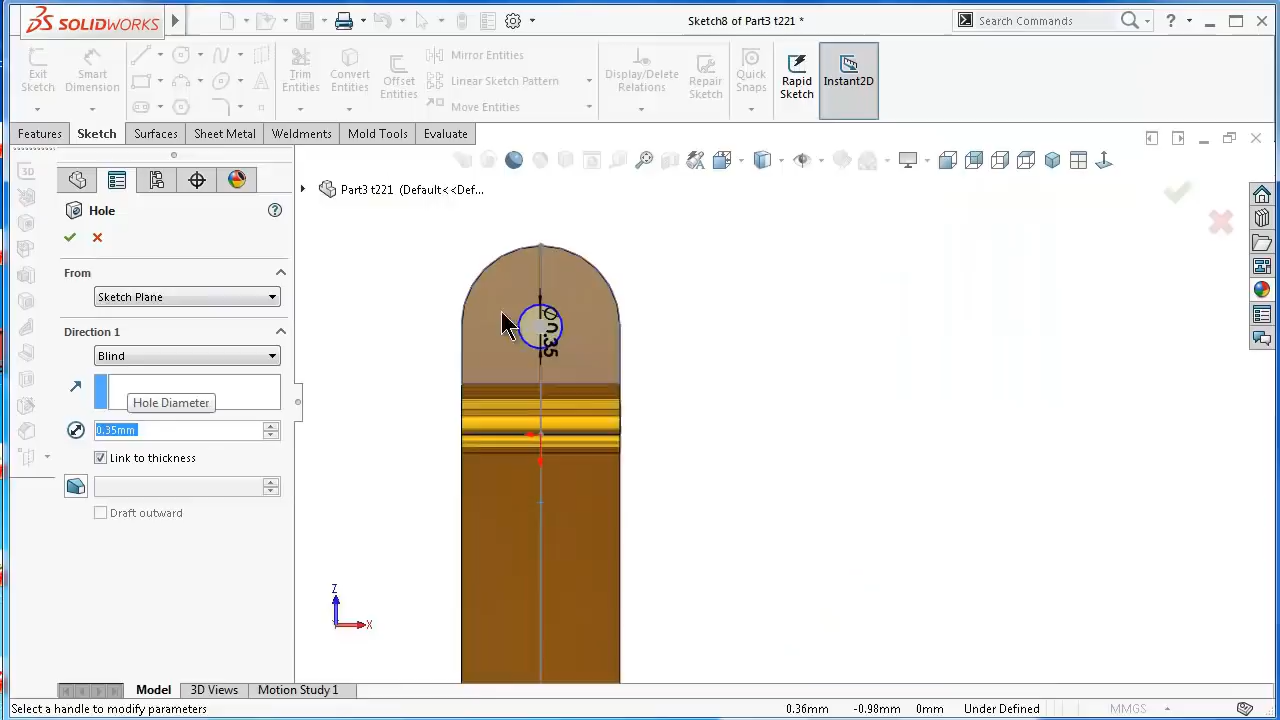 SOLIDWORKS
Sketch8 of Part3 t221 *
Search Commands
Exit Sketch
Smart Dimension
Trim Entities
Convert Entities
Offset Entities
Mirror Entities
Linear Sketch Pattern
Move Entities
Display/Delete Relations
Repair Sketch
Quick Snaps
Rapid Sketch
Instant2D
Features
Sketch
Surfaces
Sheet Metal
Weldments
Mold Tools
Evaluate
3D
Part3 t221 (Default<<Def...
Hole
From
Sketch Plane
Direction 1
Blind
Hole Diameter
0.35mm
Link to thickness
Draft outward
Ø0.35
Z
X
Model
3D Views
Motion Study 1
Select a handle to modify parameters
0.36mm
-0.98mm
0mm
Under Defined
MMGS